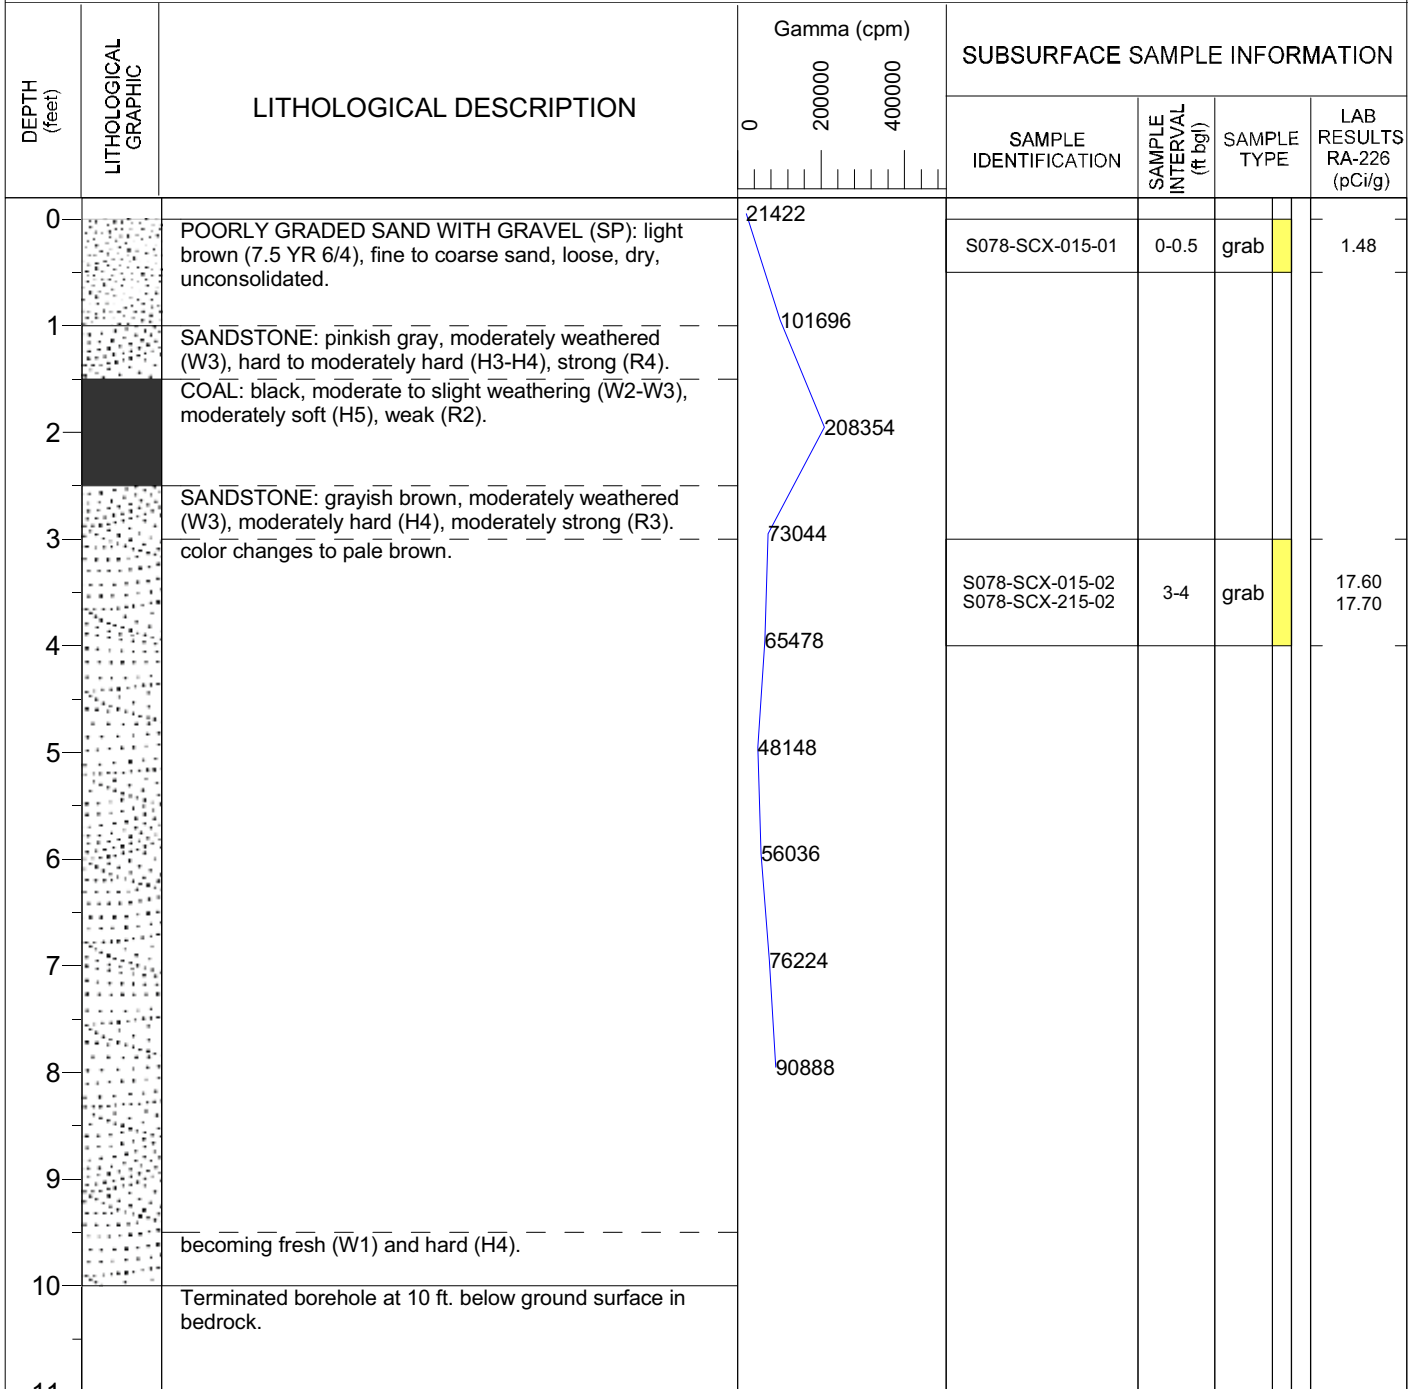 DEPTH
(feet)
LITHOLOGICAL
GRAPHIC
LITHOLOGICAL DESCRIPTION
Gamma (cpm)
0
200000
400000
SUBSURFACE SAMPLE INFORMATION
SAMPLE
IDENTIFICATION
SAMPLE
INTERVAL
(ft bgl)
SAMPLE
TYPE
LAB
RESULTS
RA-226
(pCi/g)
0
POORLY GRADED SAND WITH GRAVEL (SP): light
brown (7.5 YR 6/4), fine to coarse sand, loose, dry,
unconsolidated.
21422
S078-SCX-015-01
0-0.5
grab
1.48
1
SANDSTONE: pinkish gray, moderately weathered
(W3), hard to moderately hard (H3-H4), strong (R4).
101696
COAL: black, moderate to slight weathering (W2-W3),
moderately soft (H5), weak (R2).
2
208354
SANDSTONE: grayish brown, moderately weathered
(W3), moderately hard (H4), moderately strong (R3).
3
73044
color changes to pale brown.
S078-SCX-015-02
S078-SCX-215-02
3-4
grab
17.60
17.70
4
65478
5
48148
6
56036
7
76224
8
90888
9
becoming fresh (W1) and hard (H4).
10
Terminated borehole at 10 ft. below ground surface in
bedrock.
11